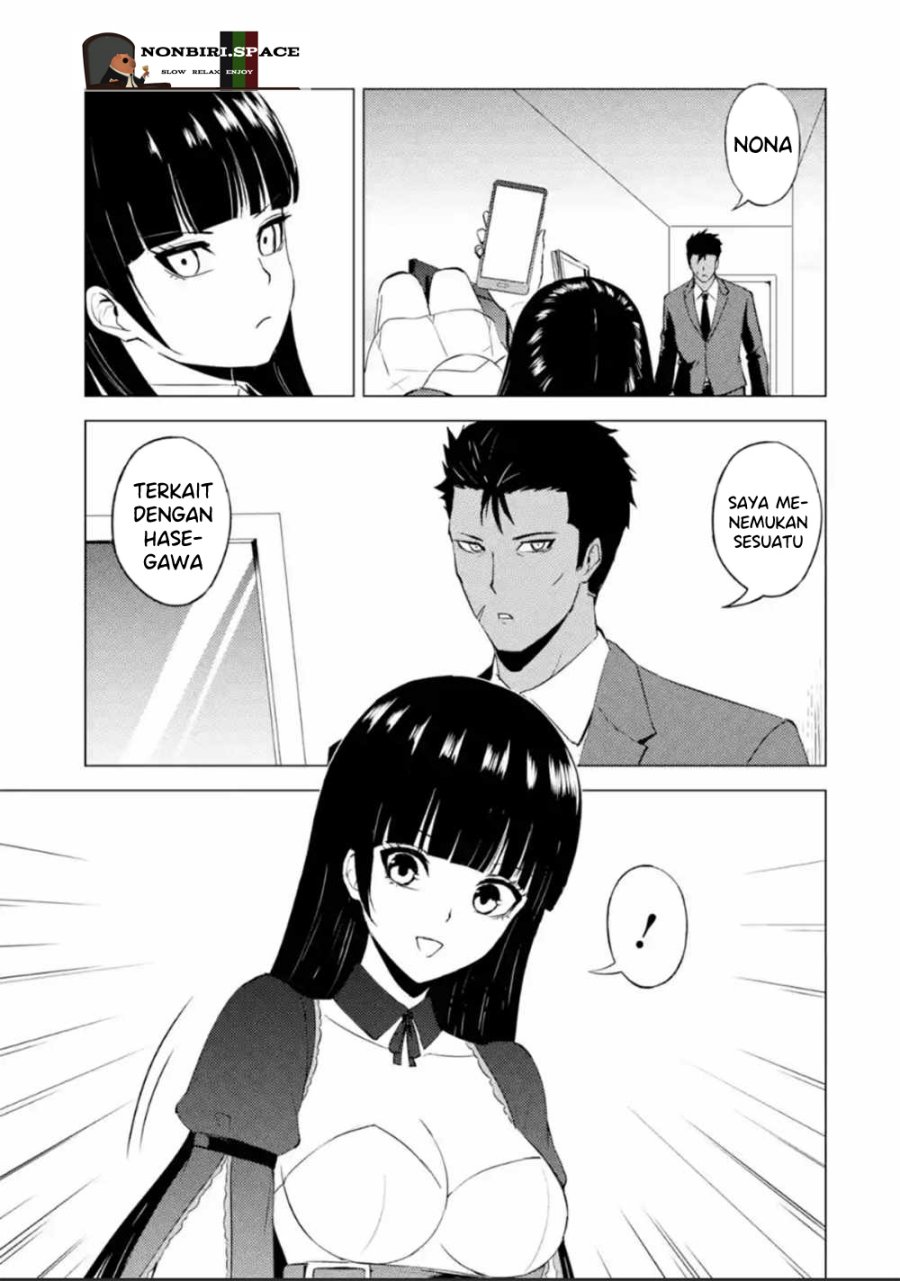 NONBIRI.SPACE
SLOW RELAX ENJOY
NONA
SAYA ME-
NEMUKAN
SESUATU
TERKAIT
DENGAN
HASE-
GAWA
!